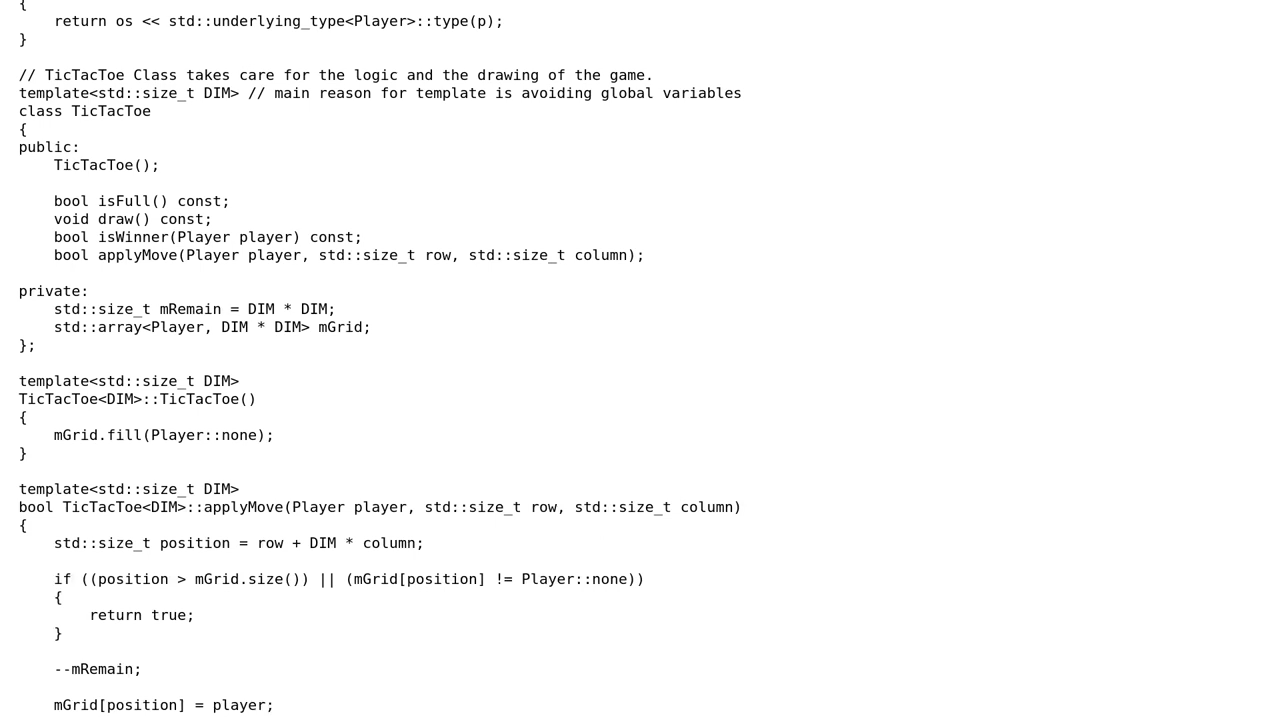 {
    return os << std::underlying_type<Player>::type(p);
}

// TicTacToe Class takes care for the logic and the drawing of the game.
template<std::size_t DIM> // main reason for template is avoiding global variables
class TicTacToe
{
public:
    TicTacToe();

    bool isFull() const;
    void draw() const;
    bool isWinner(Player player) const;
    bool applyMove(Player player, std::size_t row, std::size_t column);

private:
    std::size_t mRemain = DIM * DIM;
    std::array<Player, DIM * DIM> mGrid;
};

template<std::size_t DIM>
TicTacToe<DIM>::TicTacToe()
{
    mGrid.fill(Player::none);
}

template<std::size_t DIM>
bool TicTacToe<DIM>::applyMove(Player player, std::size_t row, std::size_t column)
{
    std::size_t position = row + DIM * column;

    if ((position > mGrid.size()) || (mGrid[position] != Player::none))
    {
        return true;
    }

    --mRemain;

    mGrid[position] = player;